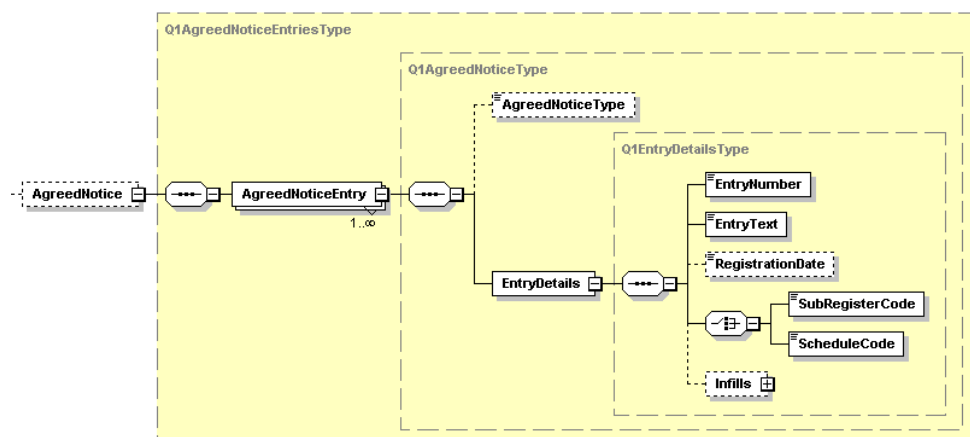 Q1AgreedNoticeEntriesType
Q1AgreedNoticeType
AgreedNoticeType
Q1EntryDetailsType
EntryNumber
AgreedNotice
AgreedNoticeEntry
1..∞
EntryText
RegistrationDate
EntryDetails
SubRegisterCode
ScheduleCode
Infills